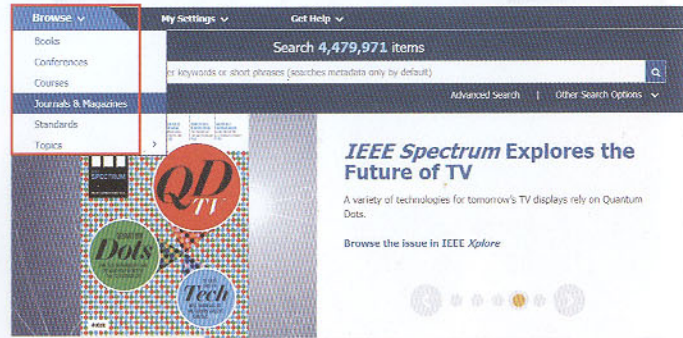 Browse
My Settings
Get Help
Books
Conferences
Courses
Journals & Magazines
Standards
Topics
Search 4,479,971 items
er keywords or short phrases (searches metadata only by default)
Advanced Search | Other Search Options
SPECTRUM
QD
TV
Dots
Tech
IEEE Spectrum Explores the
Future of TV
A variety of technologies for tomorrow's TV displays rely on Quantum
Dots.
Browse the issue in IEEE Xplore